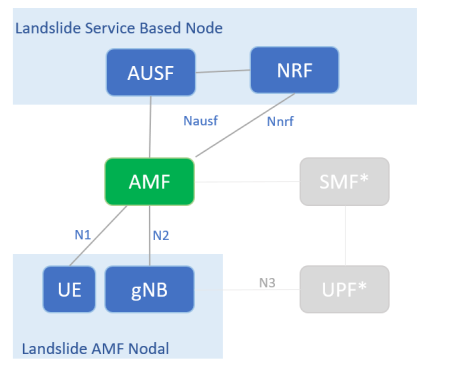 Landslide Service Based Node
AUSF
NRF
Nausf
Nnrf
AMF
SMF*
N1
N2
UE
gNB
N3
UPF*
Landslide AMF Nodal